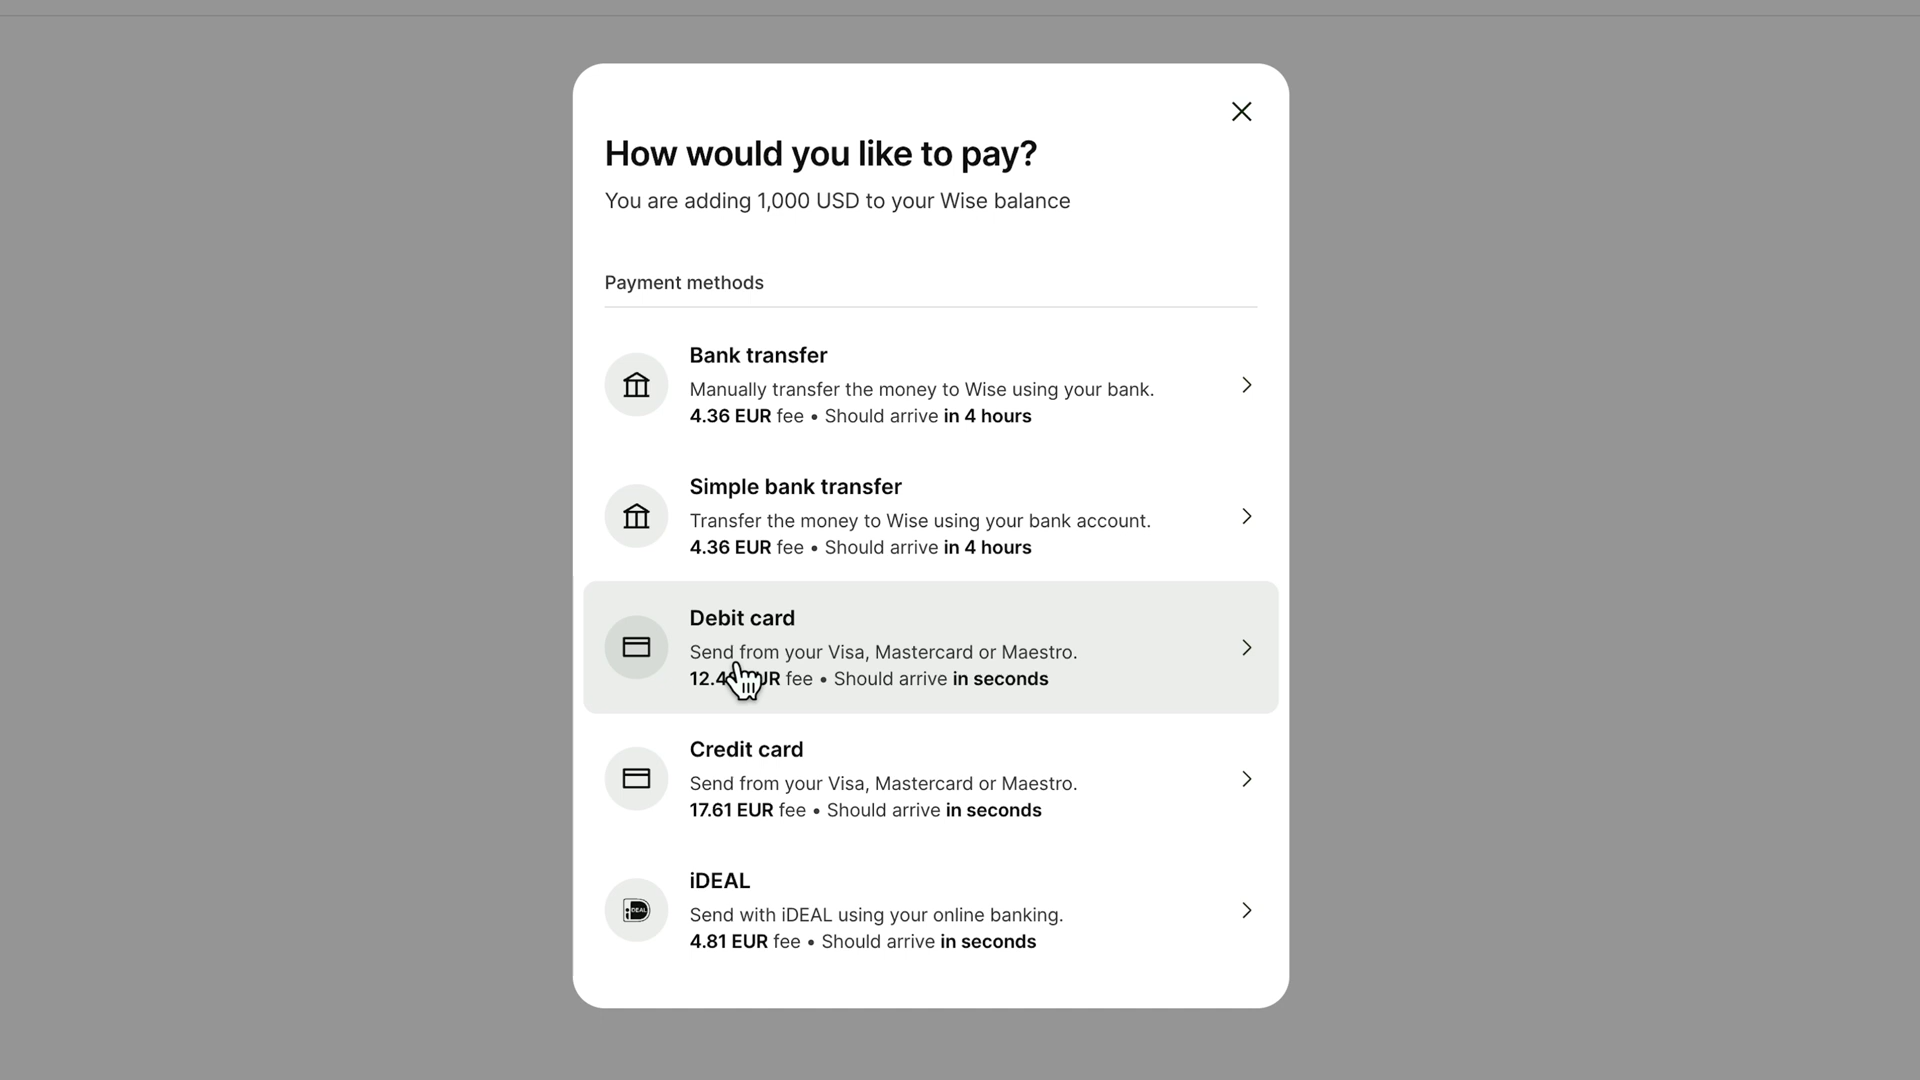 How would you like to pay?
You are adding 1,000 USD to your Wise balance
Payment methods
Bank transfer
Manually transfer the money to Wise using your bank.
4.36 EUR fee • Should arrive in 4 hours
Simple bank transfer
Transfer the money to Wise using your bank account.
4.36 EUR fee • Should arrive in 4 hours
Debit card
Send from your Visa, Mastercard or Maestro.
fee • Should arrive in seconds
Credit card
Send from your Visa, Mastercard or Maestro.
17.61 EUR fee • Should arrive in seconds
iDEAL
iDEAL
Send with iDEAL using your online banking.
4.81 EUR fee • Should arrive in seconds